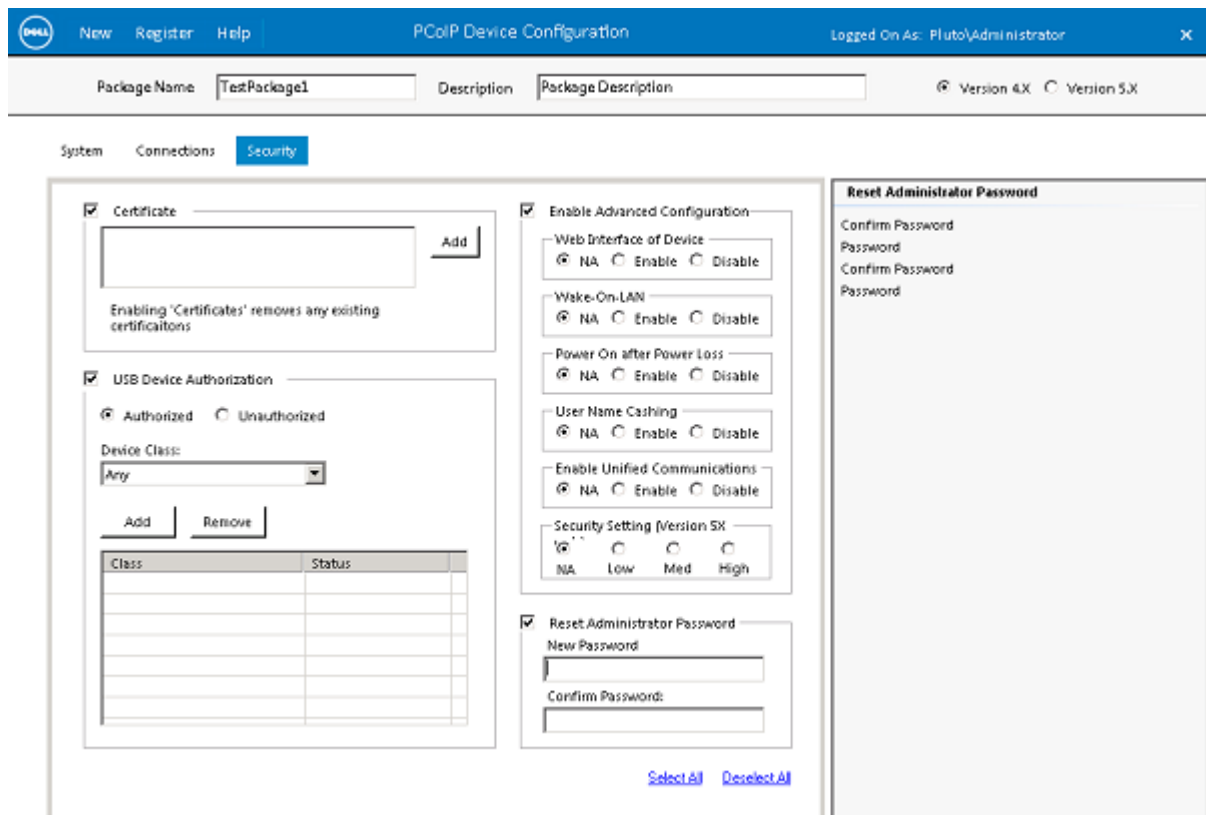 DELL
New Register Help
PCoIP Device Configuration
Logged On As: Pluto\Administrator
×
Package Name
TestPackage1
Description
Package Description
Version 4.X Version 5.X
System Connections Security
Certificate
Add
Enabling 'Certificates' removes any existing
certificaitons
USB Device Authorization
Authorized Unauthorized
Device Class:
Any
Add Remove
Class Status
Enable Advanced Configuration
Web Interface of Device
NA Enable Disable
Wake-On-LAN
NA Enable Disable
Power On after Power Loss
NA Enable Disable
User Name Cashing
NA Enable Disable
Enable Unified Communications
NA Enable Disable
Security Setting (Version 5X
NA Low Med High
Reset Administrator Password
New Password
Confirm Password:
Select All Deselect All
Reset Administrator Password
Confirm Password
Password
Confirm Password
Password